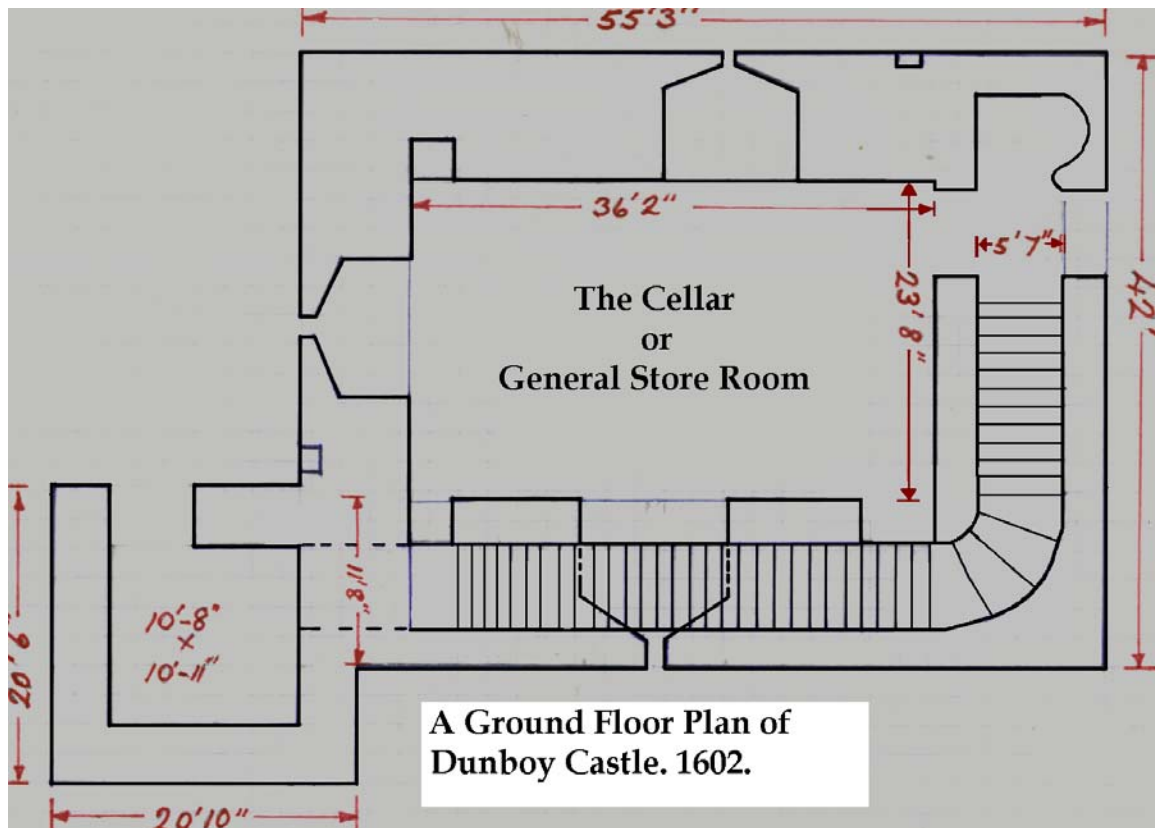 55'3"
36'2"
5'7"
42'
23'8"
The Cellar
or
General Store Room
11'8"
10'-8"
x
10'-11"
20'9"
A Ground Floor Plan of
Dunboy Castle. 1602.
20'10"